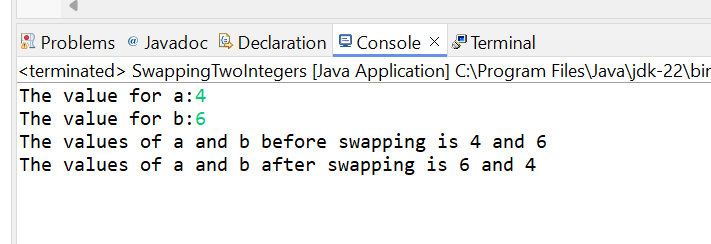 Problems @ Javadoc Declaration Console × Terminal
<terminated> SwappingTwoIntegers [Java Application] C:\Program Files\Java\jdk-22\bin
The value for a:4
The value for b:6
The values of a and b before swapping is 4 and 6
The values of a and b after swapping is 6 and 4